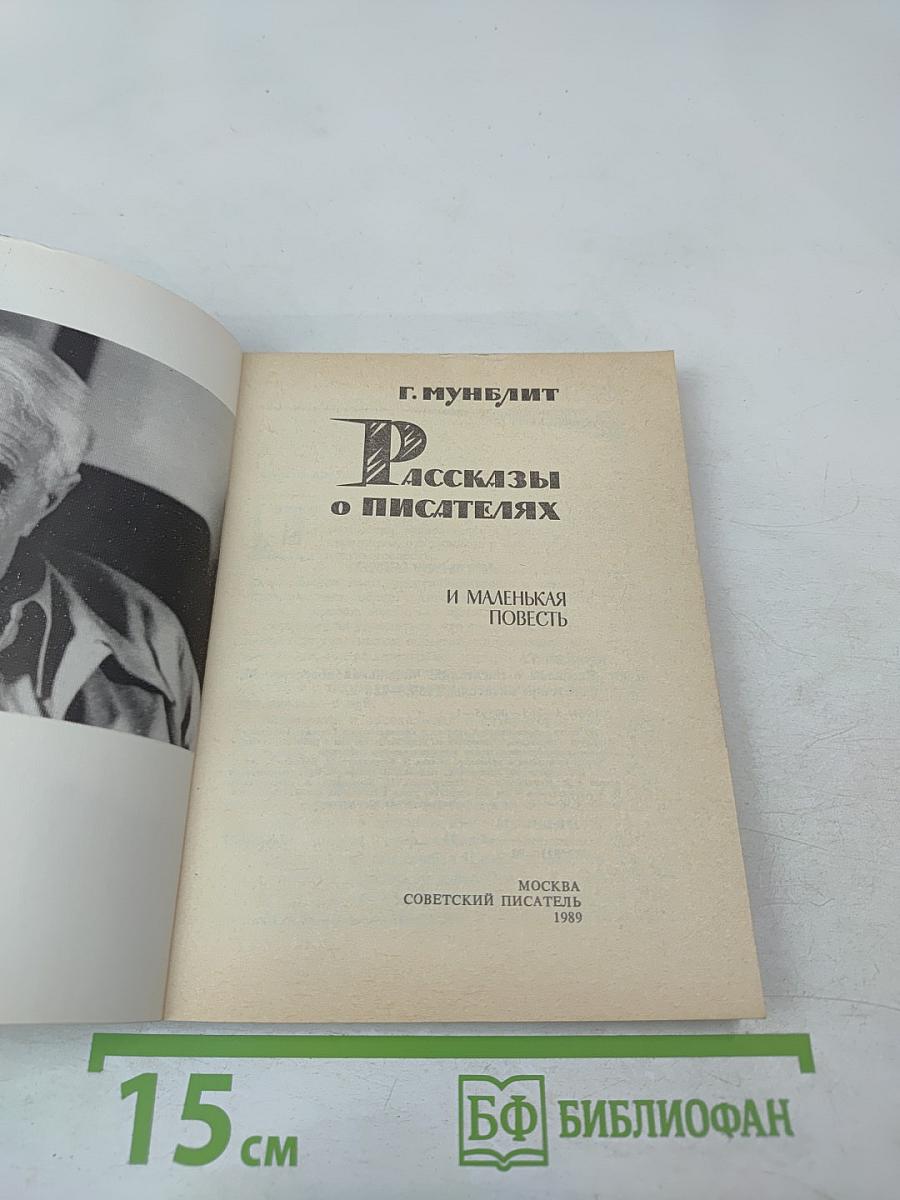 Г. МУНБЛИТ
РАССКАЗЫ
О ПИСАТЕЛЯХ
И МАЛЕНЬКАЯ
ПОВЕСТЬ
МОСКВА
СОВЕТСКИЙ ПИСАТЕЛЬ
1989
15 см
БФ БИБЛИОФАН